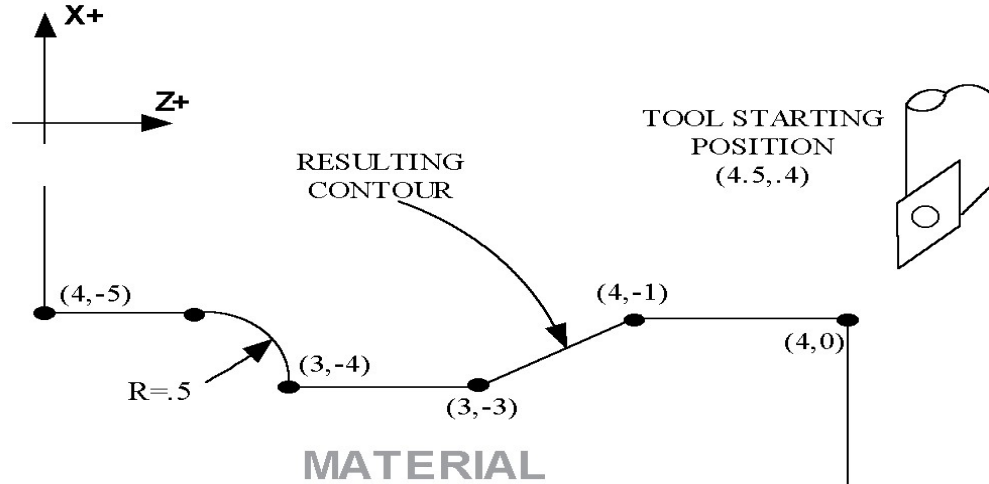 X+
Z+
TOOL STARTING
POSITION
(4.5,.4)
RESULTING
CONTOUR
(4,-5)
(4,-1)
(4,0)
(3,-4)
R=.5
(3,-3)
MATERIAL